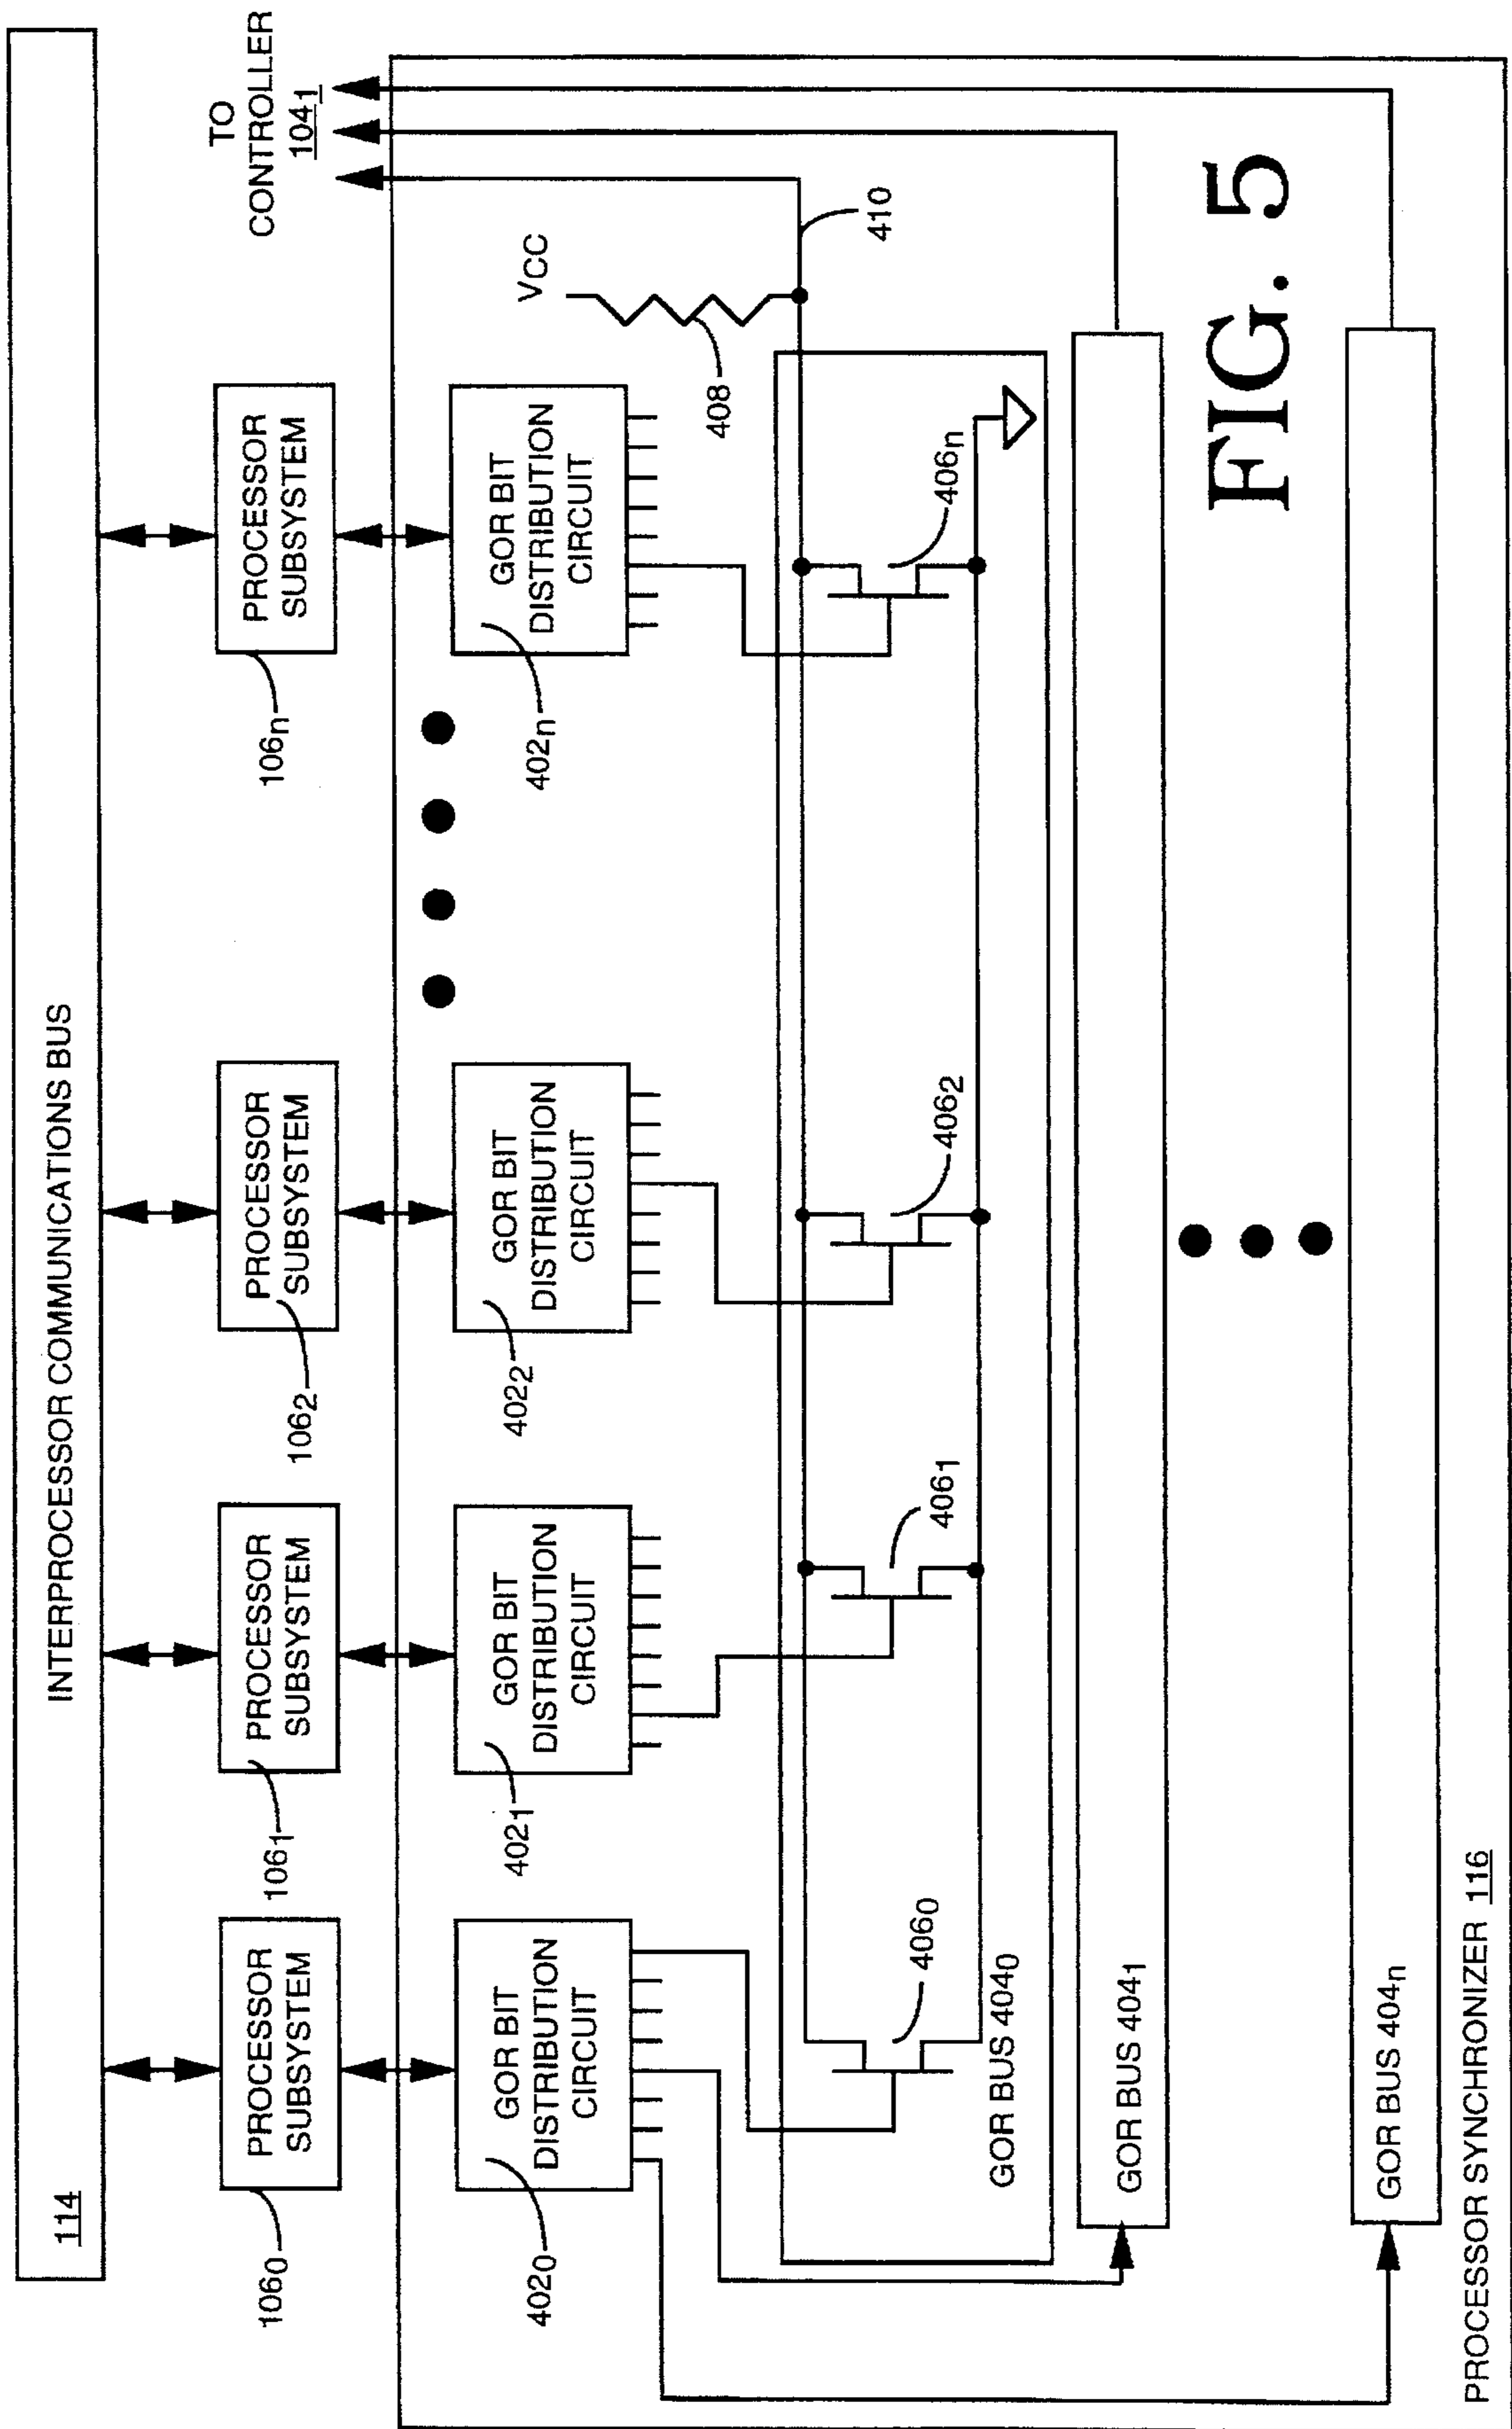 114
INTERPROCESSOR COMMUNICATIONS BUS
TO
CONTROLLER
104₁
PROCESSOR
SUBSYSTEM
106₀
PROCESSOR
SUBSYSTEM
106₁
PROCESSOR
SUBSYSTEM
106₂
PROCESSOR
SUBSYSTEM
106ₙ
GOR BIT
DISTRIBUTION
CIRCUIT
402₀
GOR BIT
DISTRIBUTION
CIRCUIT
402₁
GOR BIT
DISTRIBUTION
CIRCUIT
402₂
GOR BIT
DISTRIBUTION
CIRCUIT
402ₙ
VCC
408
410
406₀
406₁
406₂
406ₙ
GOR BUS 404₀
GOR BUS 404₁
GOR BUS 404ₙ
PROCESSOR SYNCHRONIZER 116
FIG. 5